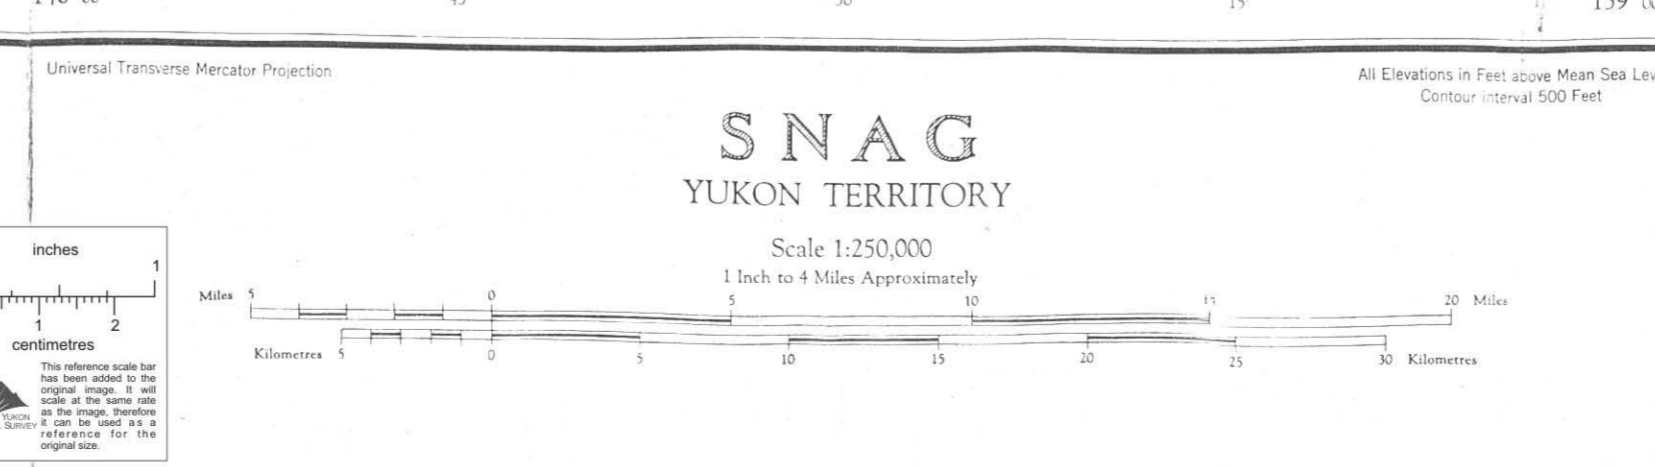 45'
30'
15'
Universal Transverse Mercator Projection
All Elevations in Feet above Mean Sea
Contour interval 500 Feet
SNAG
YUKON TERRITORY
Scale 1:250,000
1 Inch to 4 Miles Approximately
inches
1
1 2
centimetres
This reference scale bar
has been added to the
original image. It will
scale at the same rate
as the image, therefore
it can be used as a
reference for the
original size.
YUKON
SURVEY
Miles 5 0 5 10 15 20 Miles
Kilometres 5 0 5 10 15 20 25 30 Kilometres